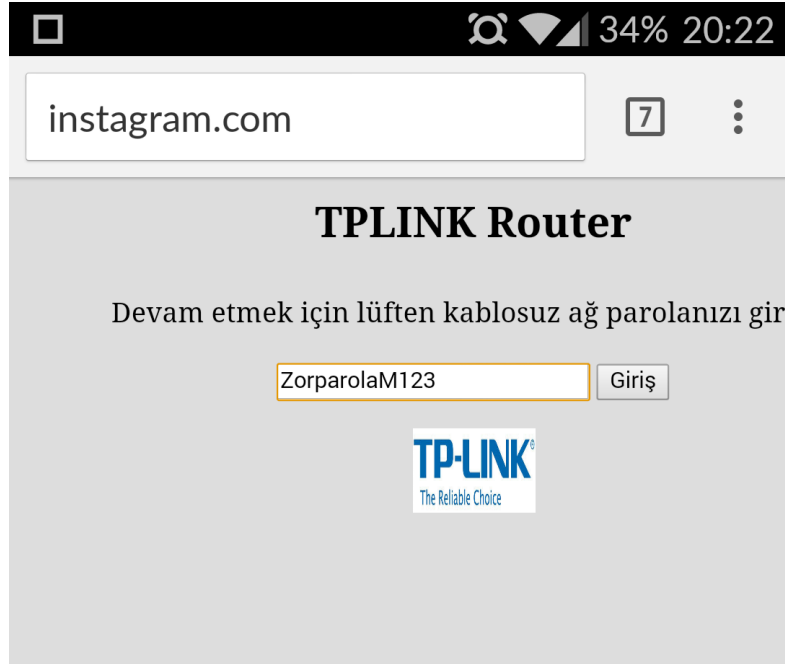 34% 20:22
instagram.com
7
TPLINK Router
Devam etmek için lüften kablosuz ağ parolanızı gir
ZorparolaM123 Giriş
TP-LINK®
The Reliable Choice